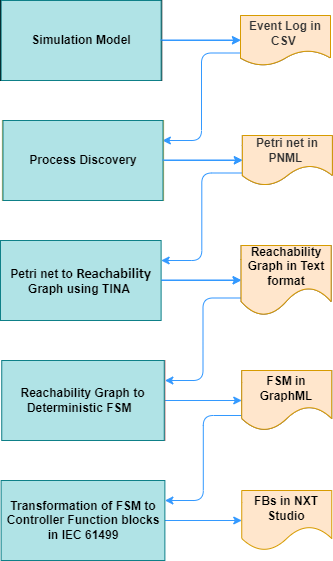 Simulation Model
Event Log in
CSV
Process Discovery
Petri net in
PNML
Petri net to Reachability
Graph using TINA
Reachability
Graph in Text
format
Reachability Graph to
Deterministic FSM
FSM in
GraphML
Transformation of FSM to
Controller Function blocks
in IEC 61499
FBs in NXT
Studio